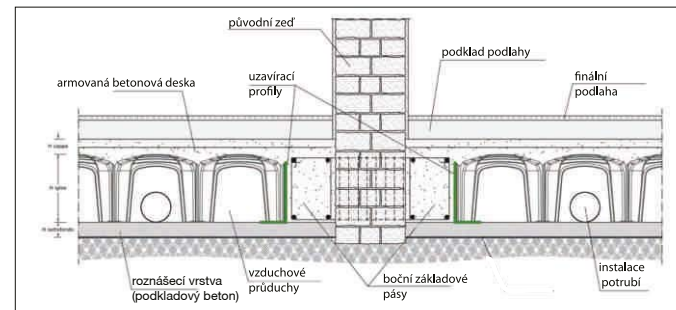 původní zeď
armovaná betonová deska
uzavírací
profily
podklad podlahy
finální
podlaha
roznášecí vrstva
(podkladový beton)
vzduchové
průduchy
boční základové
pásy
instalace
potrubí